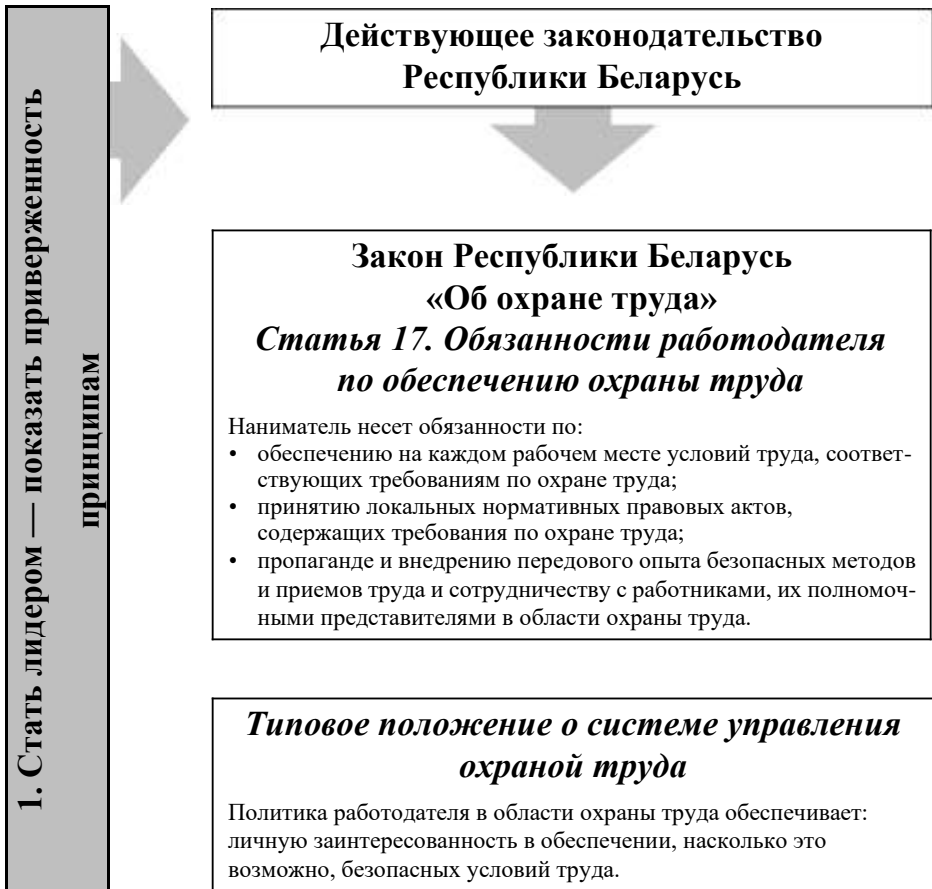 1. Стать лидером — показать приверженность
принципам
Действующее законодательство
Республики Беларусь
Закон Республики Беларусь
«Об охране труда»
Статья 17. Обязанности работодателя
по обеспечению охраны труда
Наниматель несет обязанности по:
• обеспечению на каждом рабочем месте условий труда, соответ-
ствующих требованиям по охране труда;
• принятию локальных нормативных правовых актов,
содержащих требования по охране труда;
• пропаганде и внедрению передового опыта безопасных методов
и приемов труда и сотрудничеству с работниками, их полномоч-
ными представителями в области охраны труда.
Типовое положение о системе управления
охраной труда
Политика работодателя в области охраны труда обеспечивает:
личную заинтересованность в обеспечении, насколько это
возможно, безопасных условий труда.